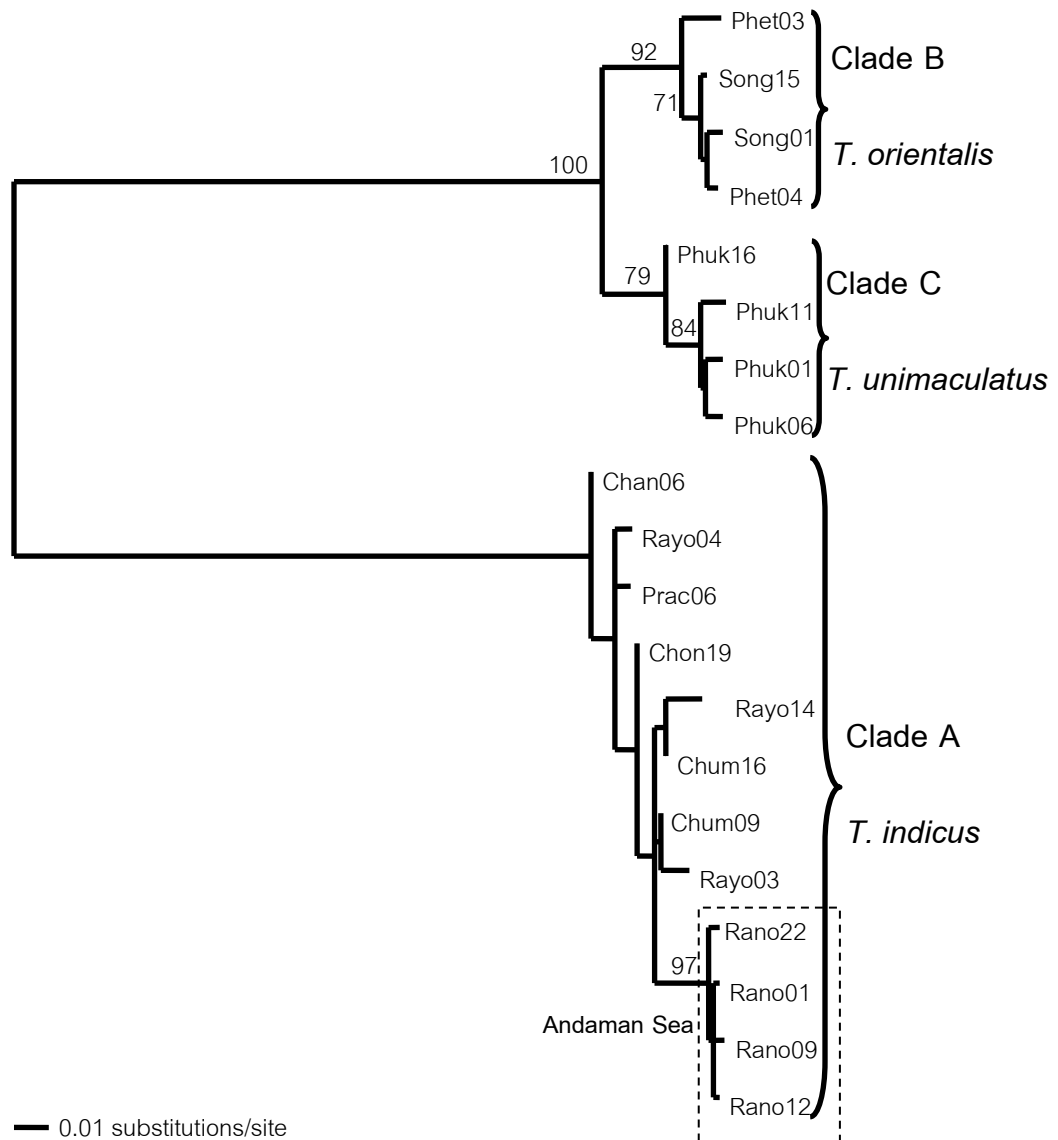 Phet03
92
Clade B
Song15
71
Song01
T. orientalis
100
Phet04
Phuk16
79
Clade C
Phuk11
84
Phuk01
T. unimaculatus
Phuk06
Chan06
Rayo04
Prac06
Chon19
Rayo14
Clade A
Chum16
Chum09
T. indicus
Rayo03
Rano22
97
Rano01
Andaman Sea
Rano09
Rano12
0.01 substitutions/site